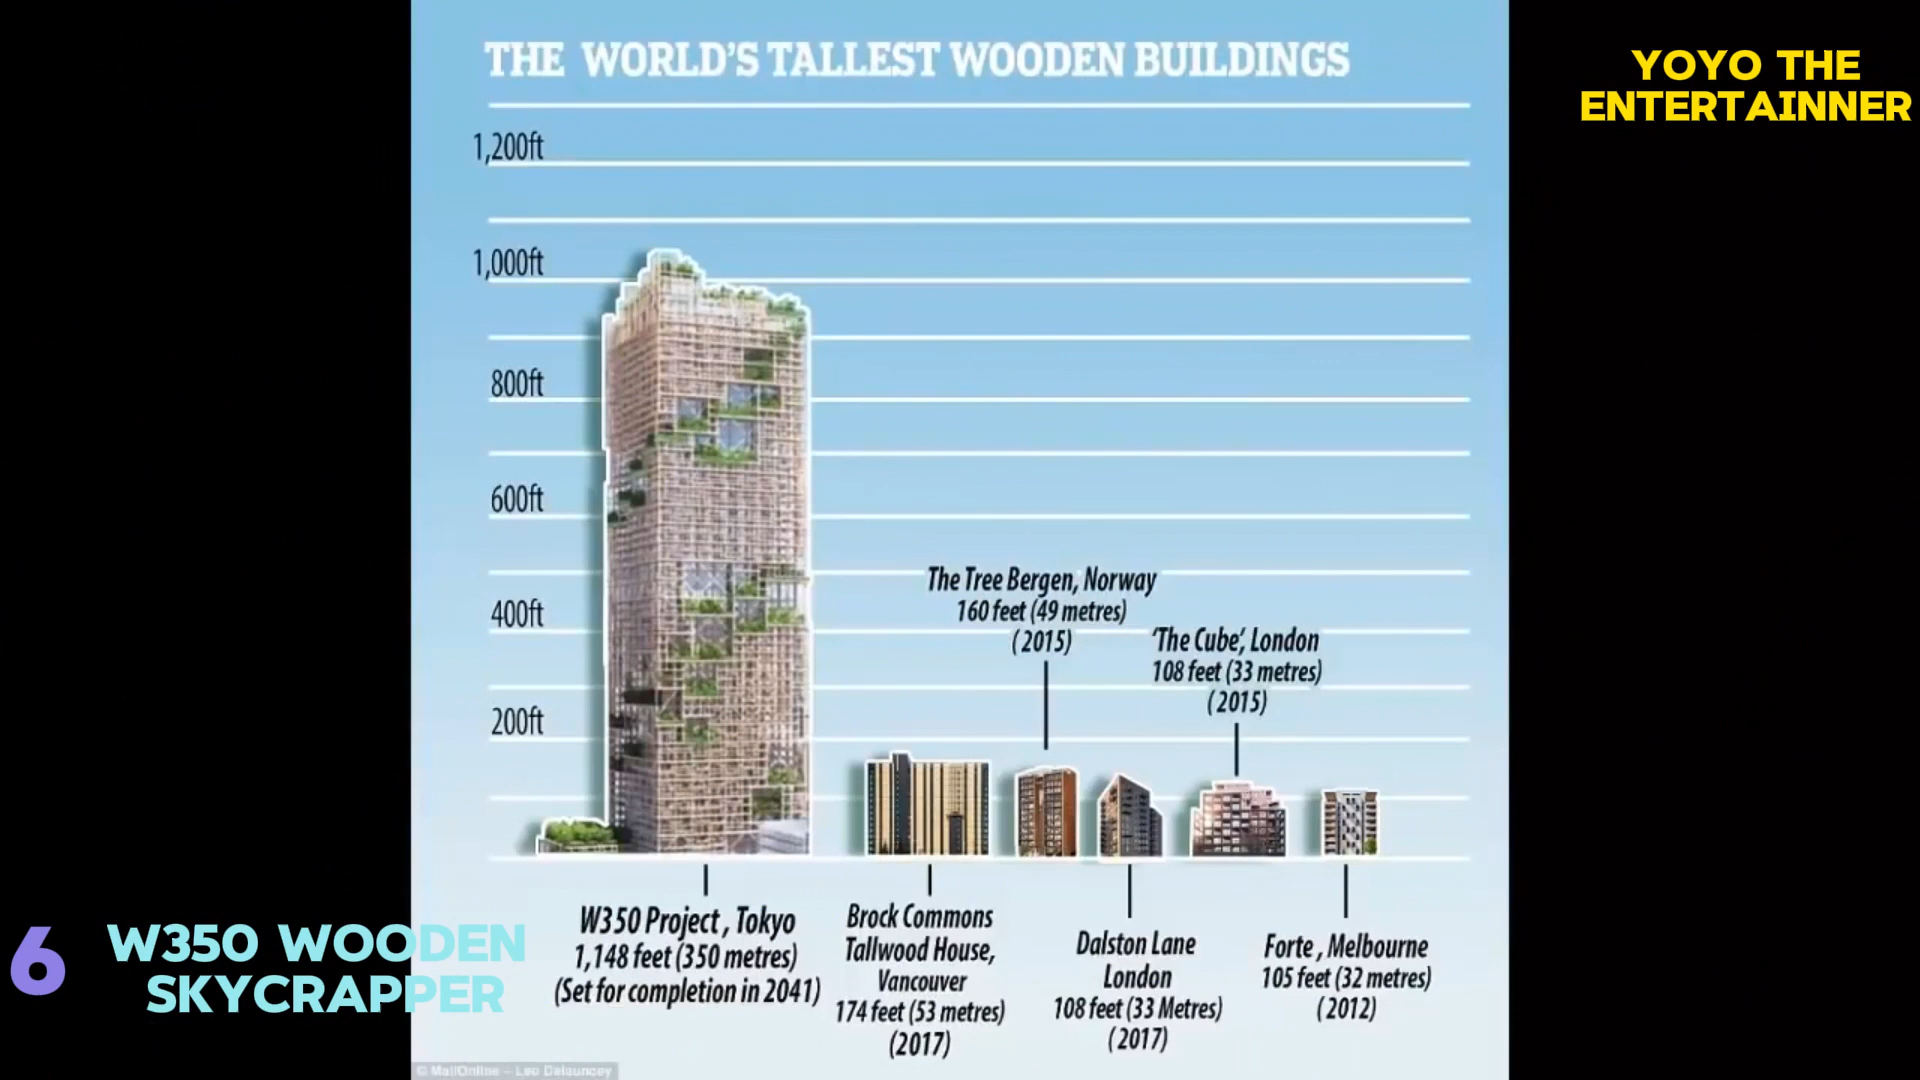 THE WORLD'S TALLEST WOODEN BUILDINGS
YOYO THE
ENTERTAINNER
1,200ft
1,000ft
800ft
600ft
400ft
200ft
The Tree Bergen, Norway
160 feet (49 metres)
(2015)
'The Cube', London
108 feet (33 metres)
(2015)
W350 Project, Tokyo
1,148 feet (350 metres)
(Set for completion in 2041)
Brock Commons
Tallwood House,
Vancouver
174 feet (53 metres)
(2017)
Dalston Lane
London
108 feet (33 Metres)
(2017)
Forte, Melbourne
105 feet (32 metres)
(2012)
6
W350 WOODEN
SKYCRAPPER
© MailOnline – Leo Delauncey